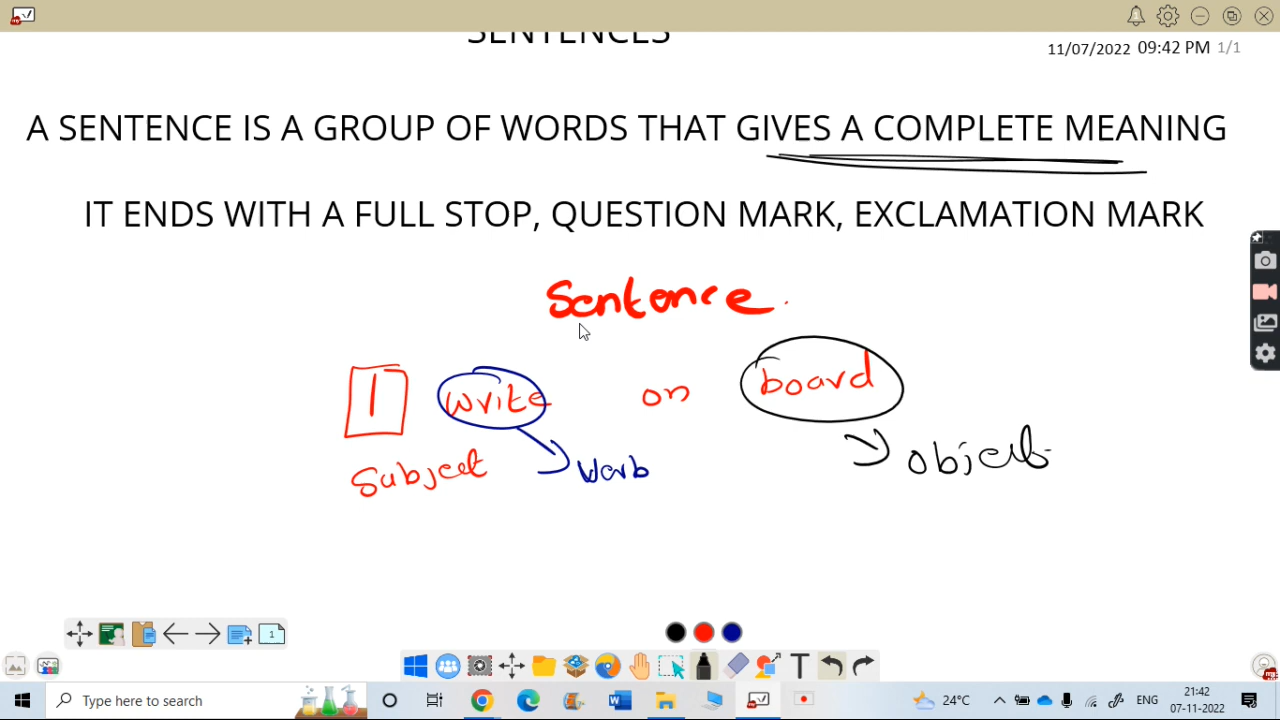 SENTENCES
11/07/2022 09:42 PM 1/1
A SENTENCE IS A GROUP OF WORDS THAT GIVES A COMPLETE MEANING
IT ENDS WITH A FULL STOP, QUESTION MARK, EXCLAMATION MARK
Sentence.
I write on board
Subject Warb Object
1
T
Type here to search
24°C
ENG
21:42
07-11-2022